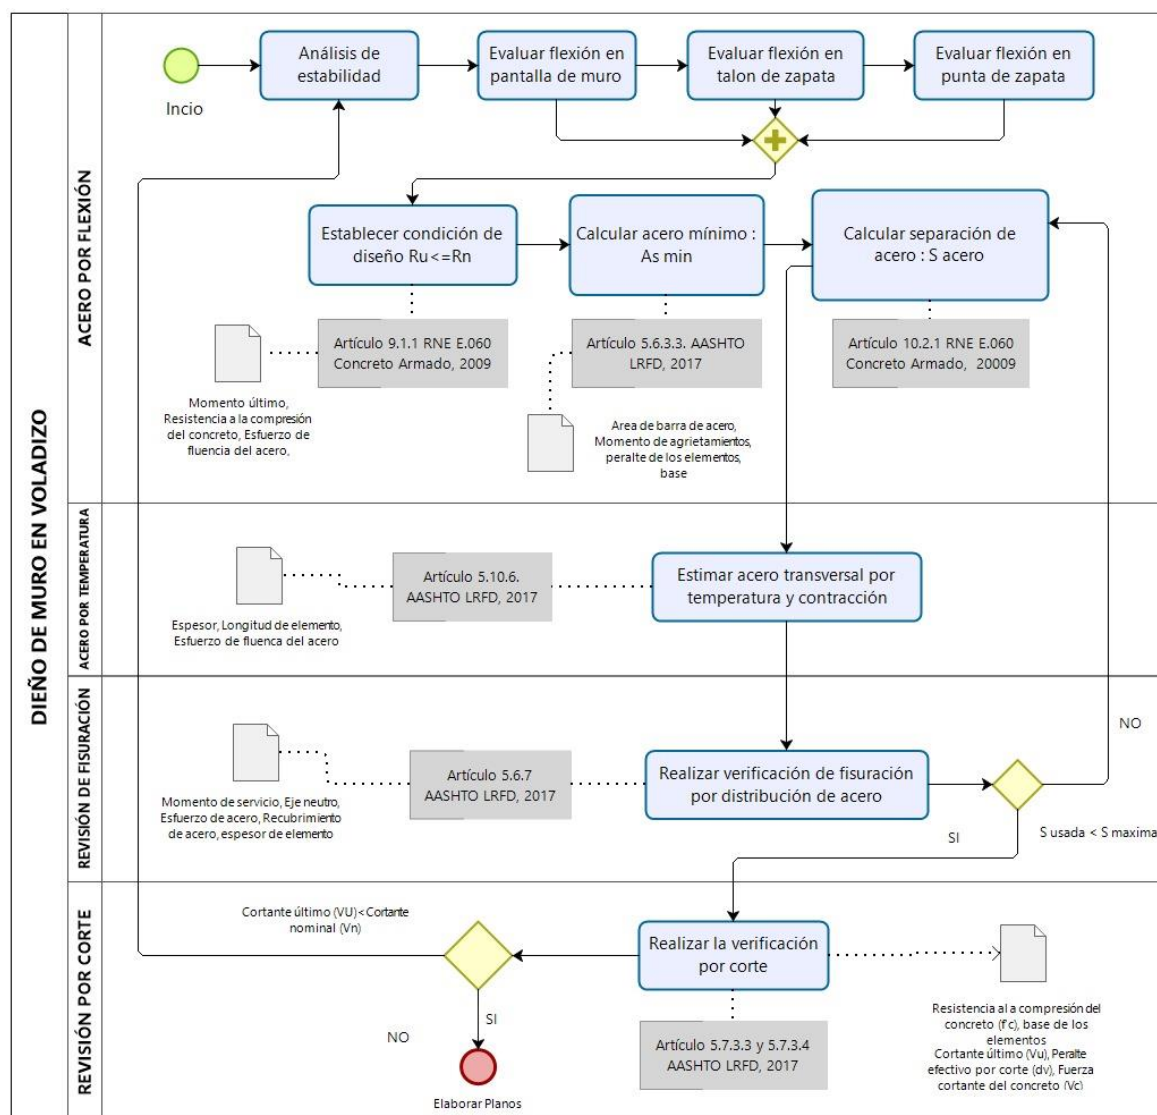 DIEÑO DE MURO EN VOLADIZO
ACERO POR FLEXIÓN
Incio
Análisis de
estabilidad
Evaluar flexión en
pantalla de muro
Evaluar flexión en
talon de zapata
Evaluar flexión en
punta de zapata
Establecer condición de
diseño Ru<=Rn
Calcular acero mínimo :
As min
Calcular separación de
acero : S acero
Artículo 9.1.1 RNE E.060
Concreto Armado, 2009
Artículo 5.6.3.3. AASHTO
LRFD, 2017
Artículo 10.2.1 RNE E.060
Concreto Armado, 20009
Momento último,
Resistencia a la compresión
del concreto, Esfuerzo de
fluencia del acero,
Area de barra de acero,
Momento de agrietamientos,
peralte de los elementos,
base
ACERO POR TEMPERATURA
Artículo 5.10.6.
AASHTO LRFD, 2017
Estimar acero transversal por
temperatura y contracción
Espesor, Longitud de elemento,
Esfuerzo de fluenca del acero
REVISIÓN DE FISURACIÓN
NO
Artículo 5.6.7
AASHTO LRFD, 2017
Realizar verificación de fisuración
por distribución de acero
Momento de servicio, Eje neutro,
Esfuerzo de acero, Recubrimiento
de acero, espesor de elemento
SI
S usada < S maxima
REVISIÓN POR CORTE
Cortante último (VU)<Cortante
nominal (Vn)
Realizar la verificación
por corte
NO
SI
Artículo 5.7.3.3 y 5.7.3.4
AASHTO LRFD, 2017
Resistencia al a compresión del
concreto (f'c), base de los
elementos
Cortante último (Vu), Peralte
efectivo por corte (dv), Fuerza
cortante del concreto (Vc)
Elaborar Planos